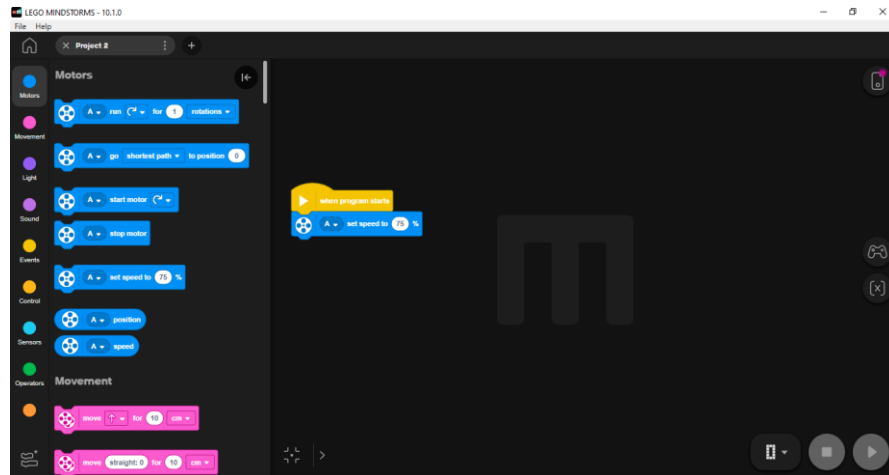 LEGO MINDSTORMS - 10.1.0
File Help
Project 2
Motors
Movement
Light
Sound
Events
Control
Sensors
Operators
Motors
A run for 1 rotations
A go shortest path to position 0
A start motor
A stop motor
A set speed to 75 %
A position
A speed
Movement
move for 10 cm
move straight: 0 for 10 cm
when program starts
A set speed to 75 %